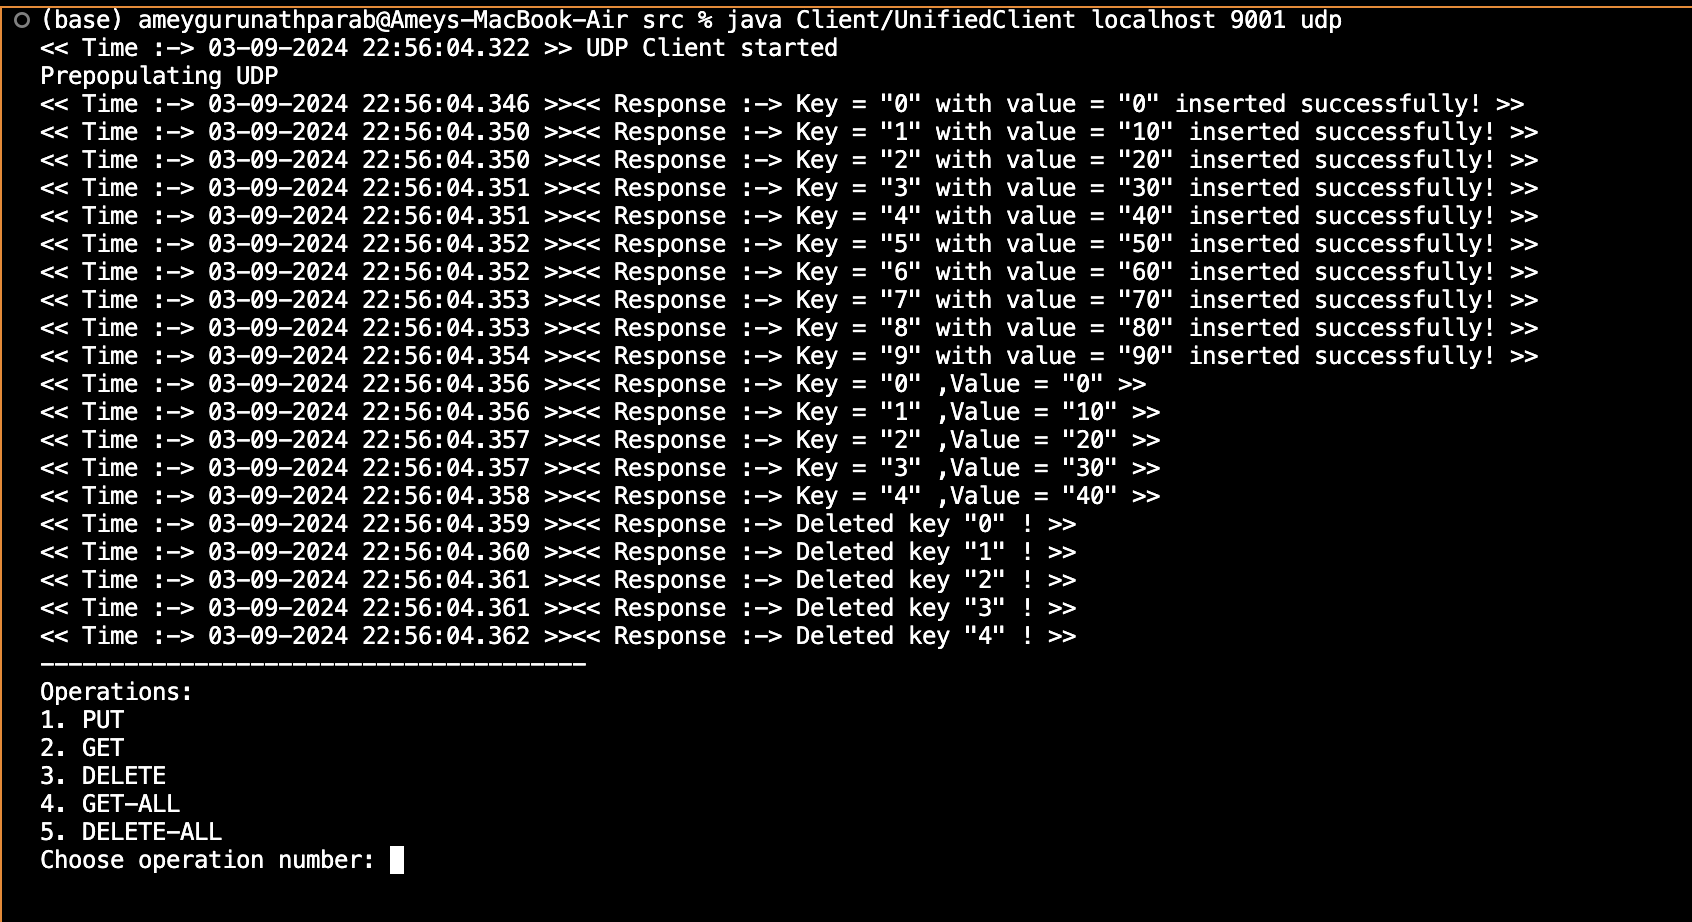 (base) ameygurunathparab@Ameys-MacBook-Air src % java Client/UnifiedClient localhost 9001 udp
<< Time :-> 03-09-2024 22:56:04.322 >> UDP Client started
Prepopulating UDP
<< Time :-> 03-09-2024 22:56:04.346 >><< Response :-> Key = "0" with value = "0" inserted successfully! >>
<< Time :-> 03-09-2024 22:56:04.350 >><< Response :-> Key = "1" with value = "10" inserted successfully! >>
<< Time :-> 03-09-2024 22:56:04.350 >><< Response :-> Key = "2" with value = "20" inserted successfully! >>
<< Time :-> 03-09-2024 22:56:04.351 >><< Response :-> Key = "3" with value = "30" inserted successfully! >>
<< Time :-> 03-09-2024 22:56:04.351 >><< Response :-> Key = "4" with value = "40" inserted successfully! >>
<< Time :-> 03-09-2024 22:56:04.352 >><< Response :-> Key = "5" with value = "50" inserted successfully! >>
<< Time :-> 03-09-2024 22:56:04.352 >><< Response :-> Key = "6" with value = "60" inserted successfully! >>
<< Time :-> 03-09-2024 22:56:04.353 >><< Response :-> Key = "7" with value = "70" inserted successfully! >>
<< Time :-> 03-09-2024 22:56:04.353 >><< Response :-> Key = "8" with value = "80" inserted successfully! >>
<< Time :-> 03-09-2024 22:56:04.354 >><< Response :-> Key = "9" with value = "90" inserted successfully! >>
<< Time :-> 03-09-2024 22:56:04.356 >><< Response :-> Key = "0" ,Value = "0" >>
<< Time :-> 03-09-2024 22:56:04.356 >><< Response :-> Key = "1" ,Value = "10" >>
<< Time :-> 03-09-2024 22:56:04.357 >><< Response :-> Key = "2" ,Value = "20" >>
<< Time :-> 03-09-2024 22:56:04.357 >><< Response :-> Key = "3" ,Value = "30" >>
<< Time :-> 03-09-2024 22:56:04.358 >><< Response :-> Key = "4" ,Value = "40" >>
<< Time :-> 03-09-2024 22:56:04.359 >><< Response :-> Deleted key "0" ! >>
<< Time :-> 03-09-2024 22:56:04.360 >><< Response :-> Deleted key "1" ! >>
<< Time :-> 03-09-2024 22:56:04.361 >><< Response :-> Deleted key "2" ! >>
<< Time :-> 03-09-2024 22:56:04.361 >><< Response :-> Deleted key "3" ! >>
<< Time :-> 03-09-2024 22:56:04.362 >><< Response :-> Deleted key "4" ! >>
---------------------------------------
Operations:
1. PUT
2. GET
3. DELETE
4. GET-ALL
5. DELETE-ALL
Choose operation number: